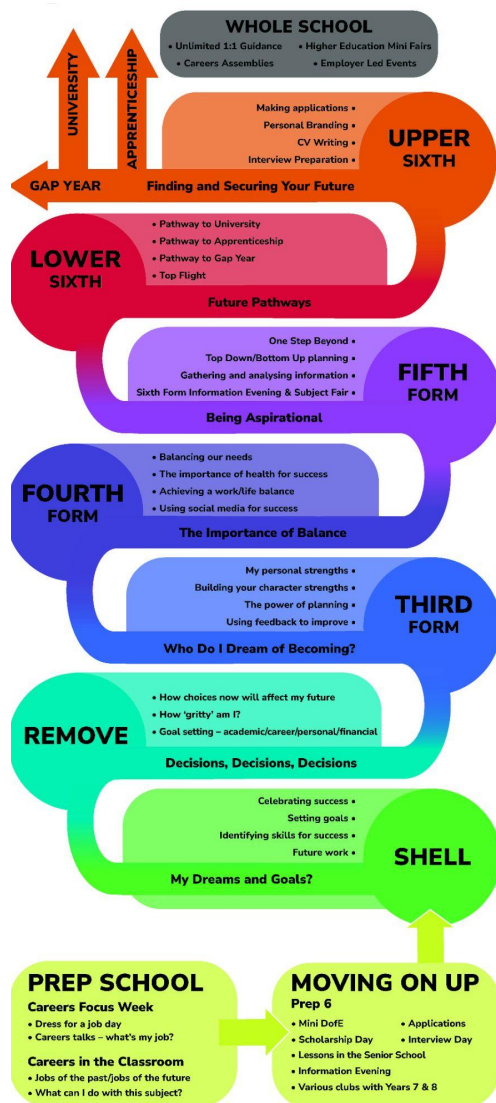 WHOLE SCHOOL
• Unlimited 1:1 Guidance • Higher Education Mini Fairs
• Careers Assemblies • Employer Led Events
UNIVERSITY
APPRENTICESHIP
GAP YEAR
Making applications •
Personal Branding •
CV Writing •
Interview Preparation •
UPPER
SIXTH
Finding and Securing Your Future
LOWER
SIXTH
• Pathway to University
• Pathway to Apprenticeship
• Pathway to Gap Year
• Top Flight
Future Pathways
One Step Beyond •
Top Down/Bottom Up planning •
Gathering and analysing information •
Sixth Form Information Evening & Subject Fair •
FIFTH
FORM
Being Aspirational
FOURTH
FORM
• Balancing our needs
• The importance of health for success
• Achieving a work/life balance
• Using social media for success
The Importance of Balance
My personal strengths •
Building your character strengths •
The power of planning •
Using feedback to improve •
THIRD
FORM
Who Do I Dream of Becoming?
REMOVE
• How choices now will affect my future
• How ‘gritty’ am I?
• Goal setting – academic/career/personal/financial
Decisions, Decisions, Decisions
Celebrating success •
Setting goals •
Identifying skills for success •
Future work •
SHELL
My Dreams and Goals?
PREP SCHOOL
Careers Focus Week
• Dress for a job day
• Careers talks – what's my job?
Careers in the Classroom
• Jobs of the past/jobs of the future
• What can I do with this subject?
MOVING ON UP
Prep 6
• Mini DofE • Applications
• Scholarship Day • Interview Day
• Lessons in the Senior School
• Information Evening
• Various clubs with Years 7 & 8